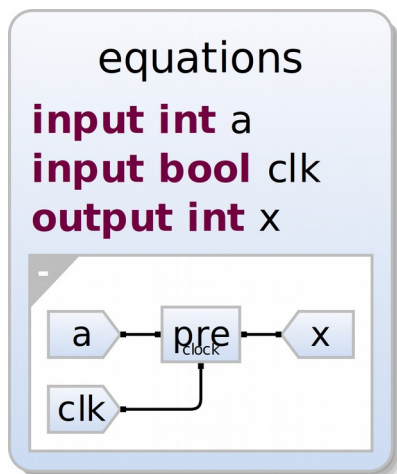 equations
input int a
input bool clk
output int x
-
a pre x
clock
clk